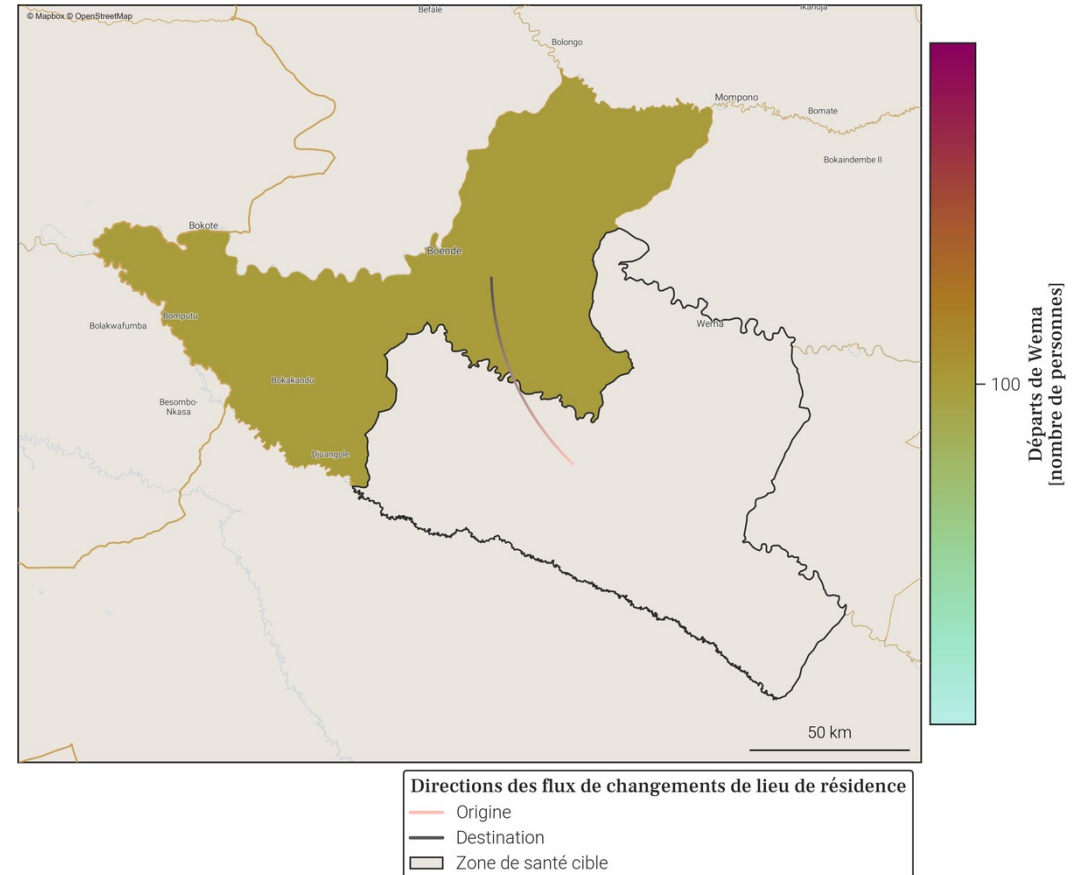 © Mapbox © OpenStreetMap
Befale
Ikanoja
Bolongo
Mompono
Bomate
Bokaindembe II
Bokote
Boende
Bomputu
Bolakwafumba
Wema
Bokakandu
Besombo-
Nkasa
Djuangole
50 km
100
Départs de Wema
[nombre de personnes]
Directions des flux de changements de lieu de résidence
Origine
Destination
Zone de santé cible